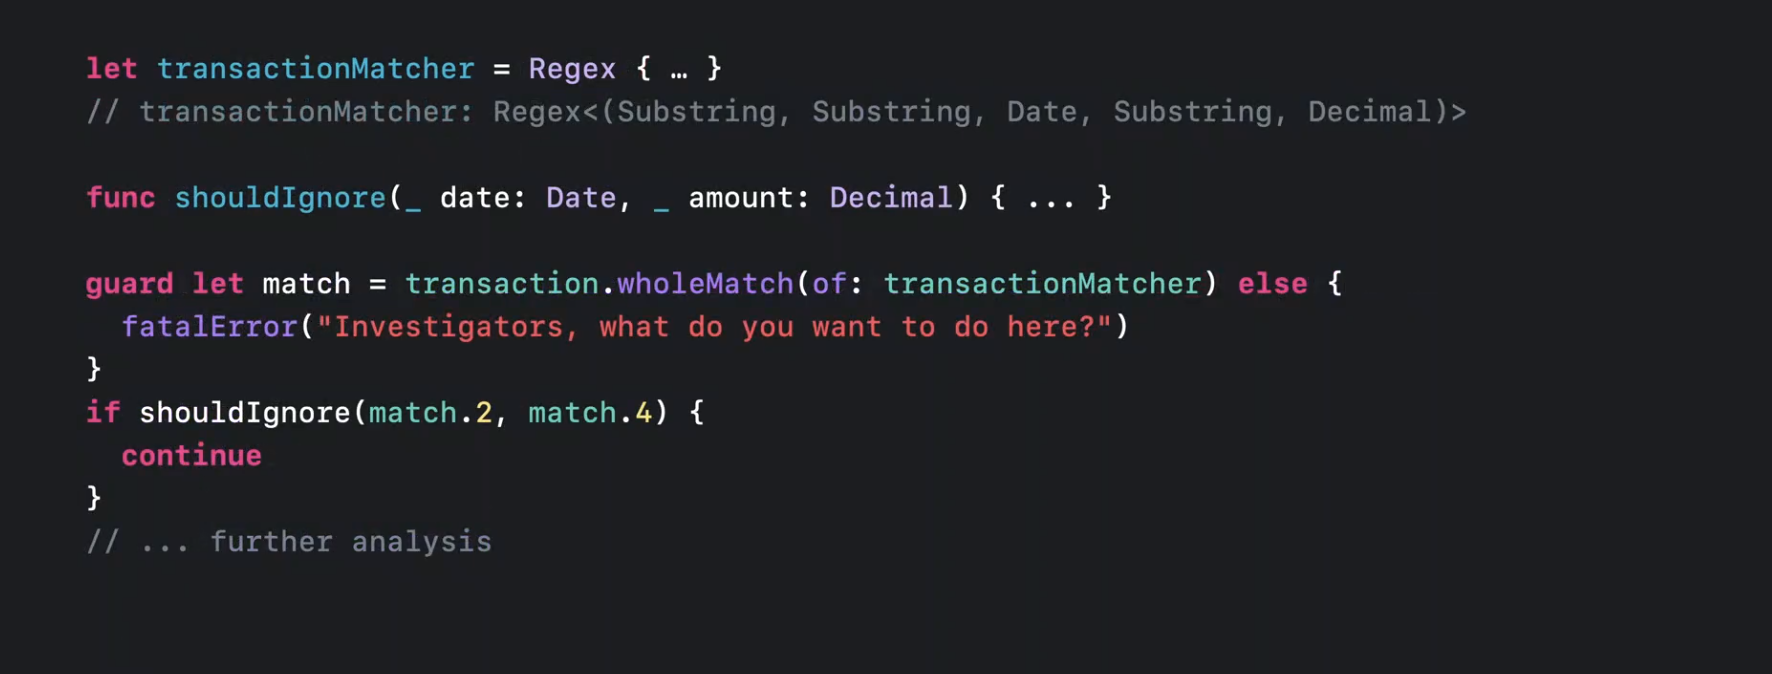 let transactionMatcher = Regex { … }
// transactionMatcher: Regex<(Substring, Substring, Date, Substring, Decimal)>
func shouldIgnore(_ date: Date, _ amount: Decimal) { ... }
guard let match = transaction.wholeMatch(of: transactionMatcher) else {
  fatalError("Investigators, what do you want to do here?")
}
if shouldIgnore(match.2, match.4) {
  continue
}
// ... further analysis